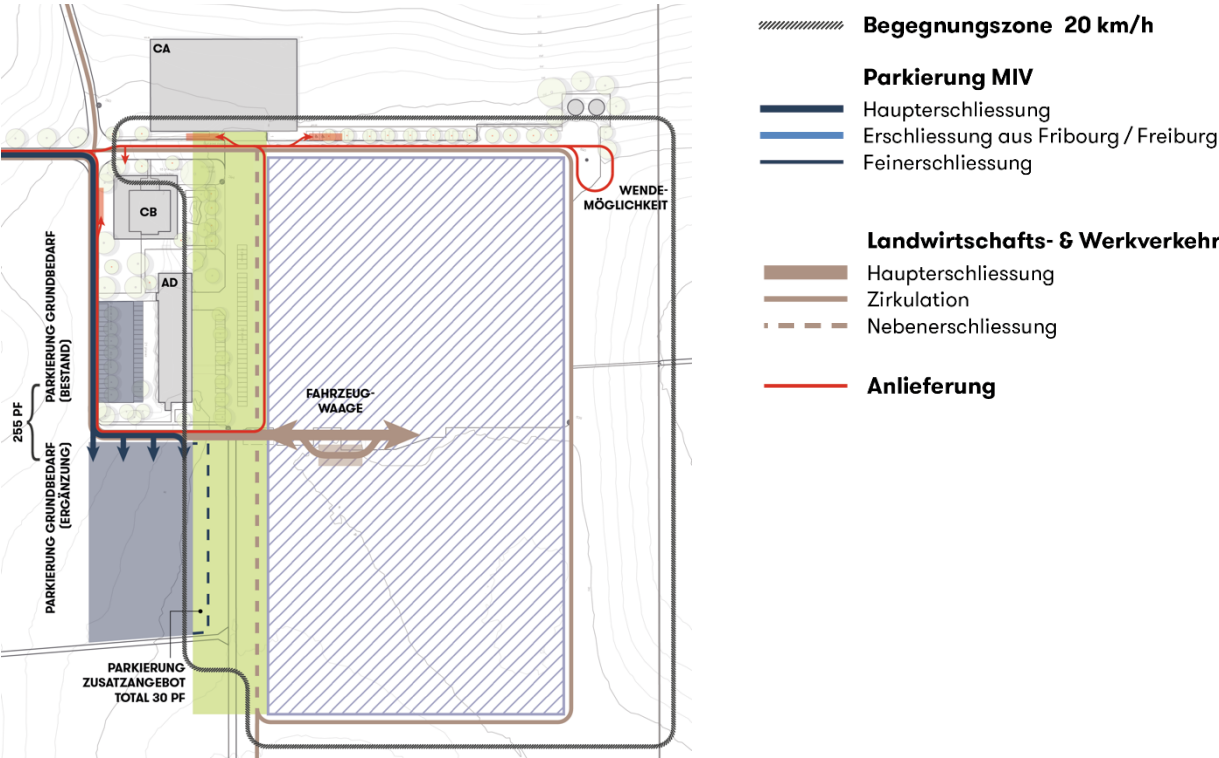 CA
CB
AD
WENDE-
MÖGLICHKEIT
FAHRZEUG-
WAAGE
255 PF
PARKIERUNG GRUNDBEDARF
(BESTAND)
PARKIERUNG GRUNDBEDARF
(ERGÄNZUNG)
PARKIERUNG
ZUSATZANGEBOT
TOTAL 30 PF
Begegnungszone 20 km/h
Parkierung MIV
Haupterschliessung
Erschliessung aus Fribourg / Freiburg
Feinerschliessung
Landwirtschafts- & Werkverkehr
Haupterschliessung
Zirkulation
Nebenerschliessung
Anlieferung